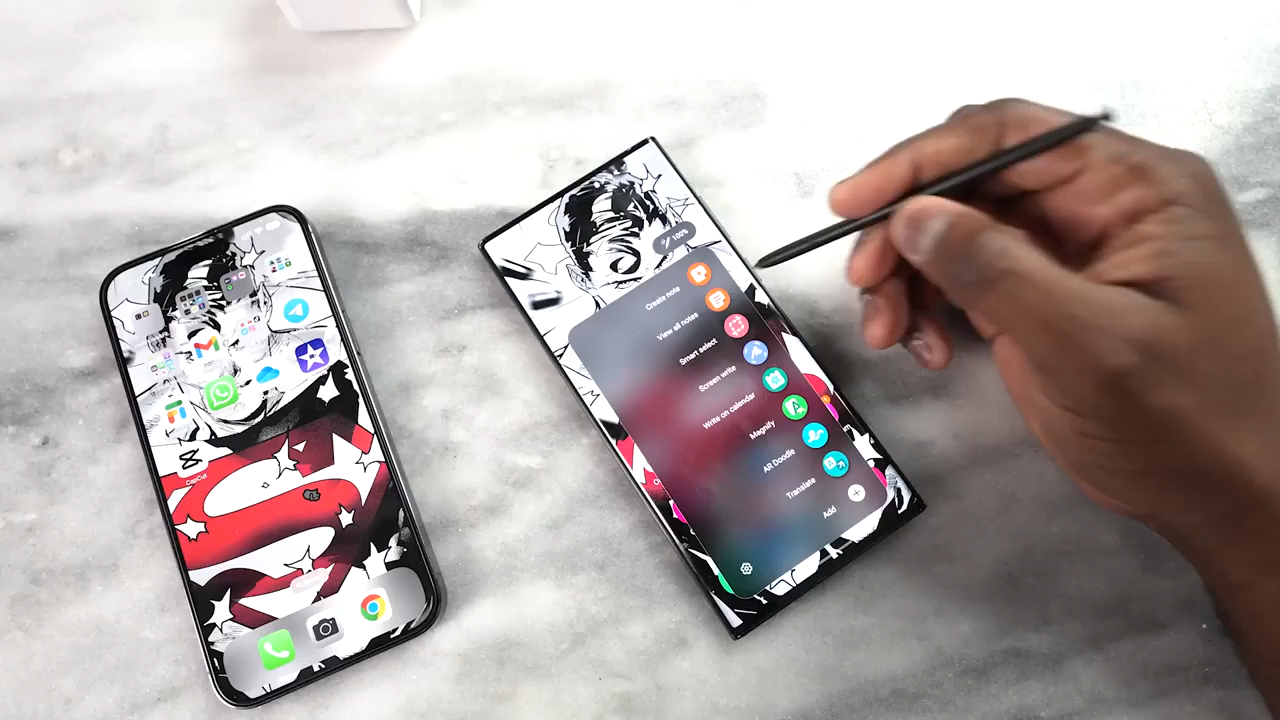 CapCut
100%
Create note
View all notes
Smart select
Screen write
Write on calendar
Magnify
AR Doodle
Translate
Add